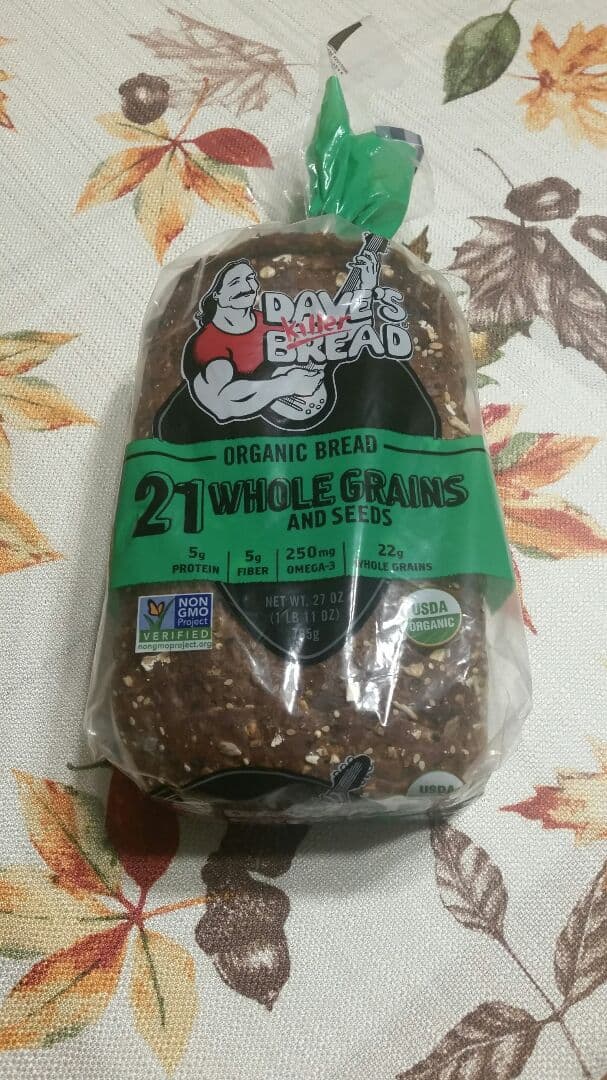 DAVE'S
Killer
BREAD
ORGANIC BREAD
21 WHOLE GRAINS
AND SEEDS
5g PROTEIN
5g FIBER
250mg OMEGA-3
22g WHOLE GRAINS
NON
GMO
Project
VERIFIED
nongmoproject.org
NET WT. 27 OZ
(1 LB 11 OZ)
765g
USDA
ORGANIC
USDA